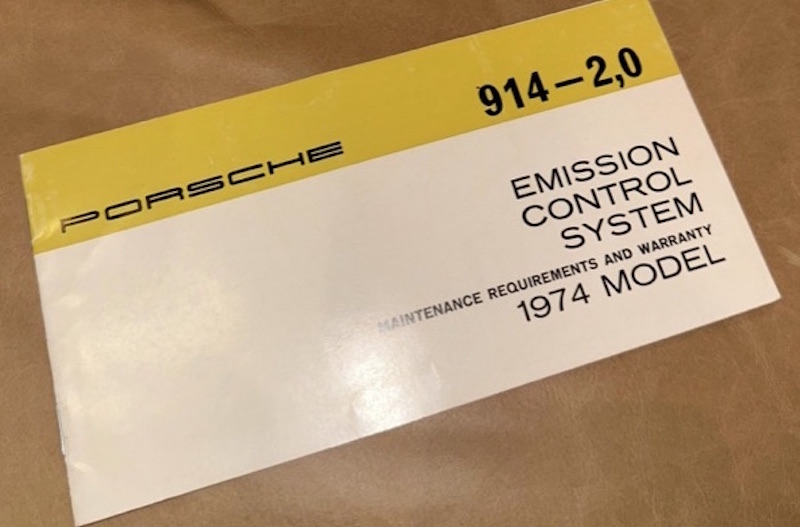 914-2,0
PORSCHE
EMISSION
CONTROL
SYSTEM
MAINTENANCE REQUIREMENTS AND WARRANTY
1974 MODEL